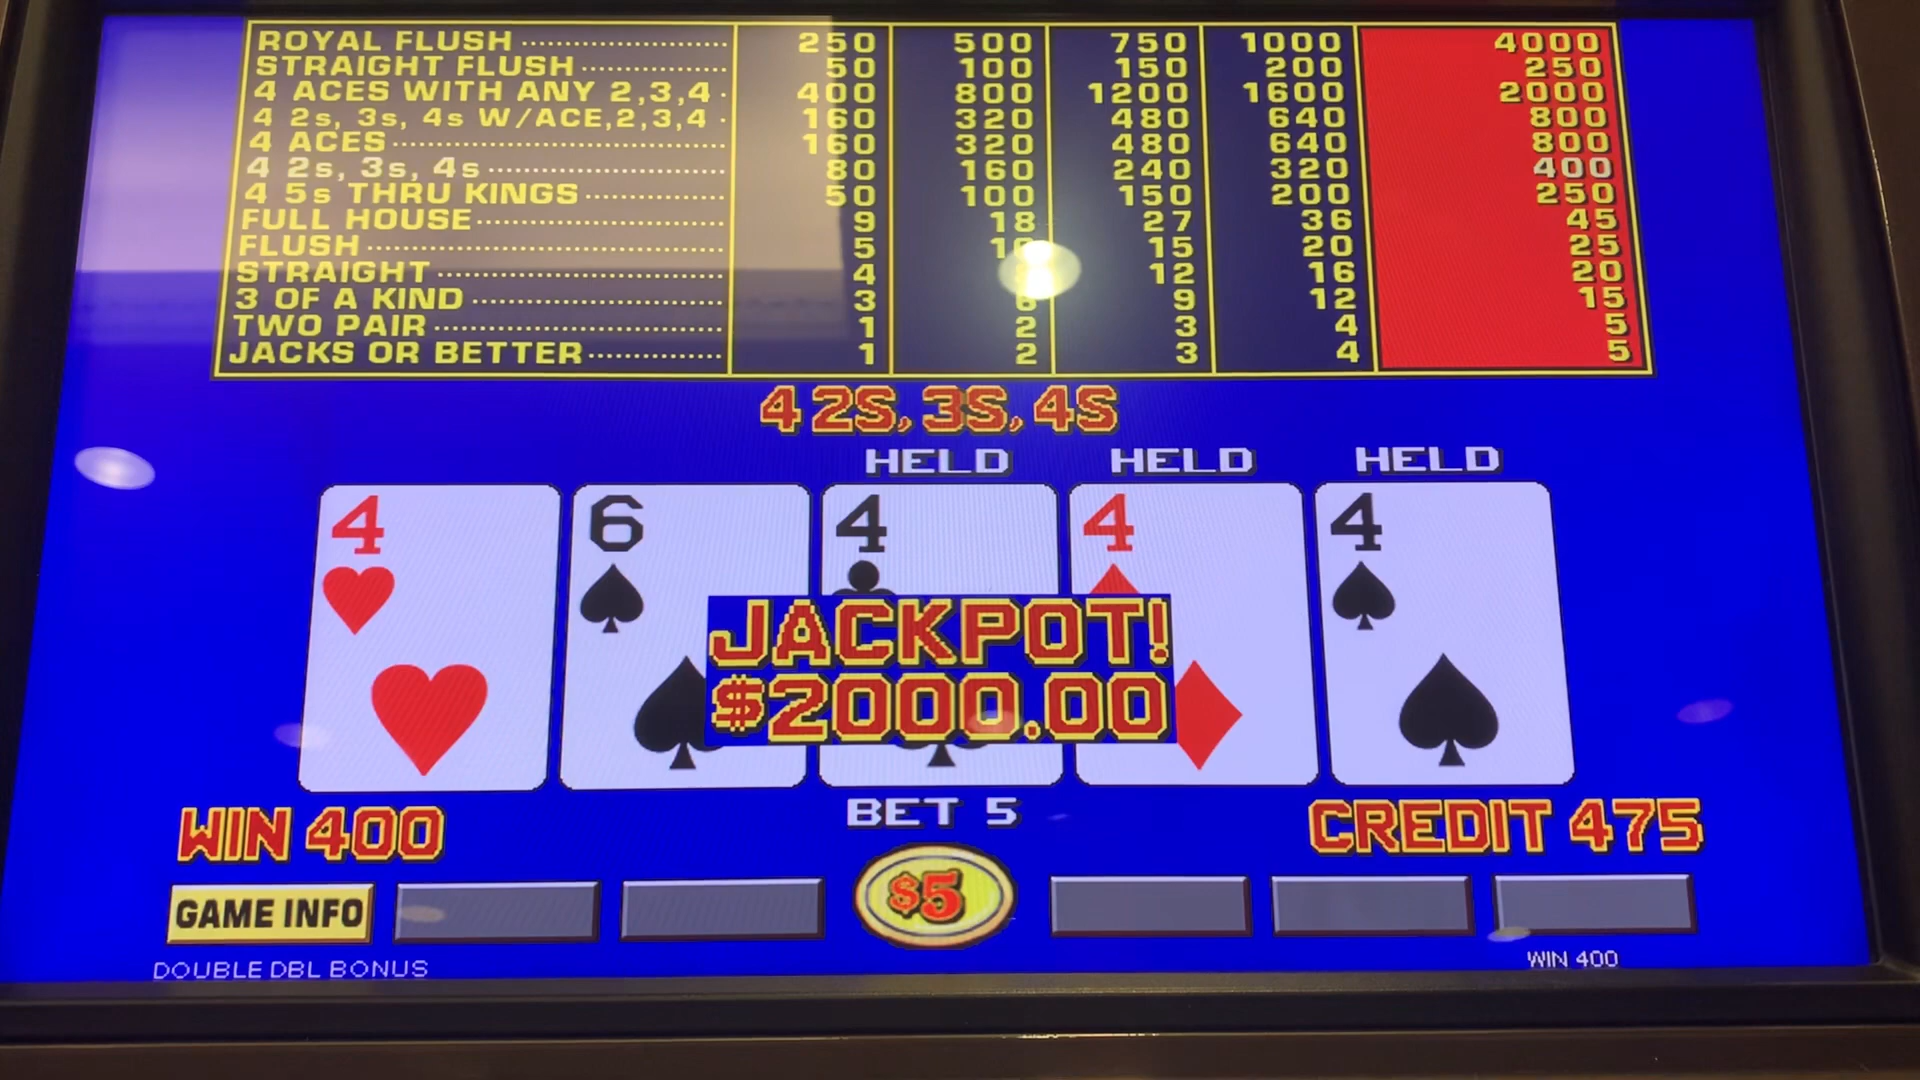 ROYAL FLUSH 250 500 750 1000 4000
STRAIGHT FLUSH 50 100 150 200 250
4 ACES WITH ANY 2,3,4 400 800 1200 1600 2000
4 2s, 3s, 4s W/ACE,2,3,4 160 320 480 640 800
4 ACES 160 320 480 640 800
4 2s, 3s, 4s 80 160 240 320 400
4 5s THRU KINGS 50 100 150 200 250
FULL HOUSE 9 18 27 36 45
FLUSH 5 15 20 25
STRAIGHT 4 12 16 20
3 OF A KIND 3 6 9 12 15
TWO PAIR 1 2 3 4 5
JACKS OR BETTER 1 2 3 4 5
4 2S, 3S, 4S
HELD HELD HELD
4 6 4 4 4
JACKPOT!
$2000.00
WIN 400 BET 5 CREDIT 475
GAME INFO $5
DOUBLE DBL BONUS WIN 400